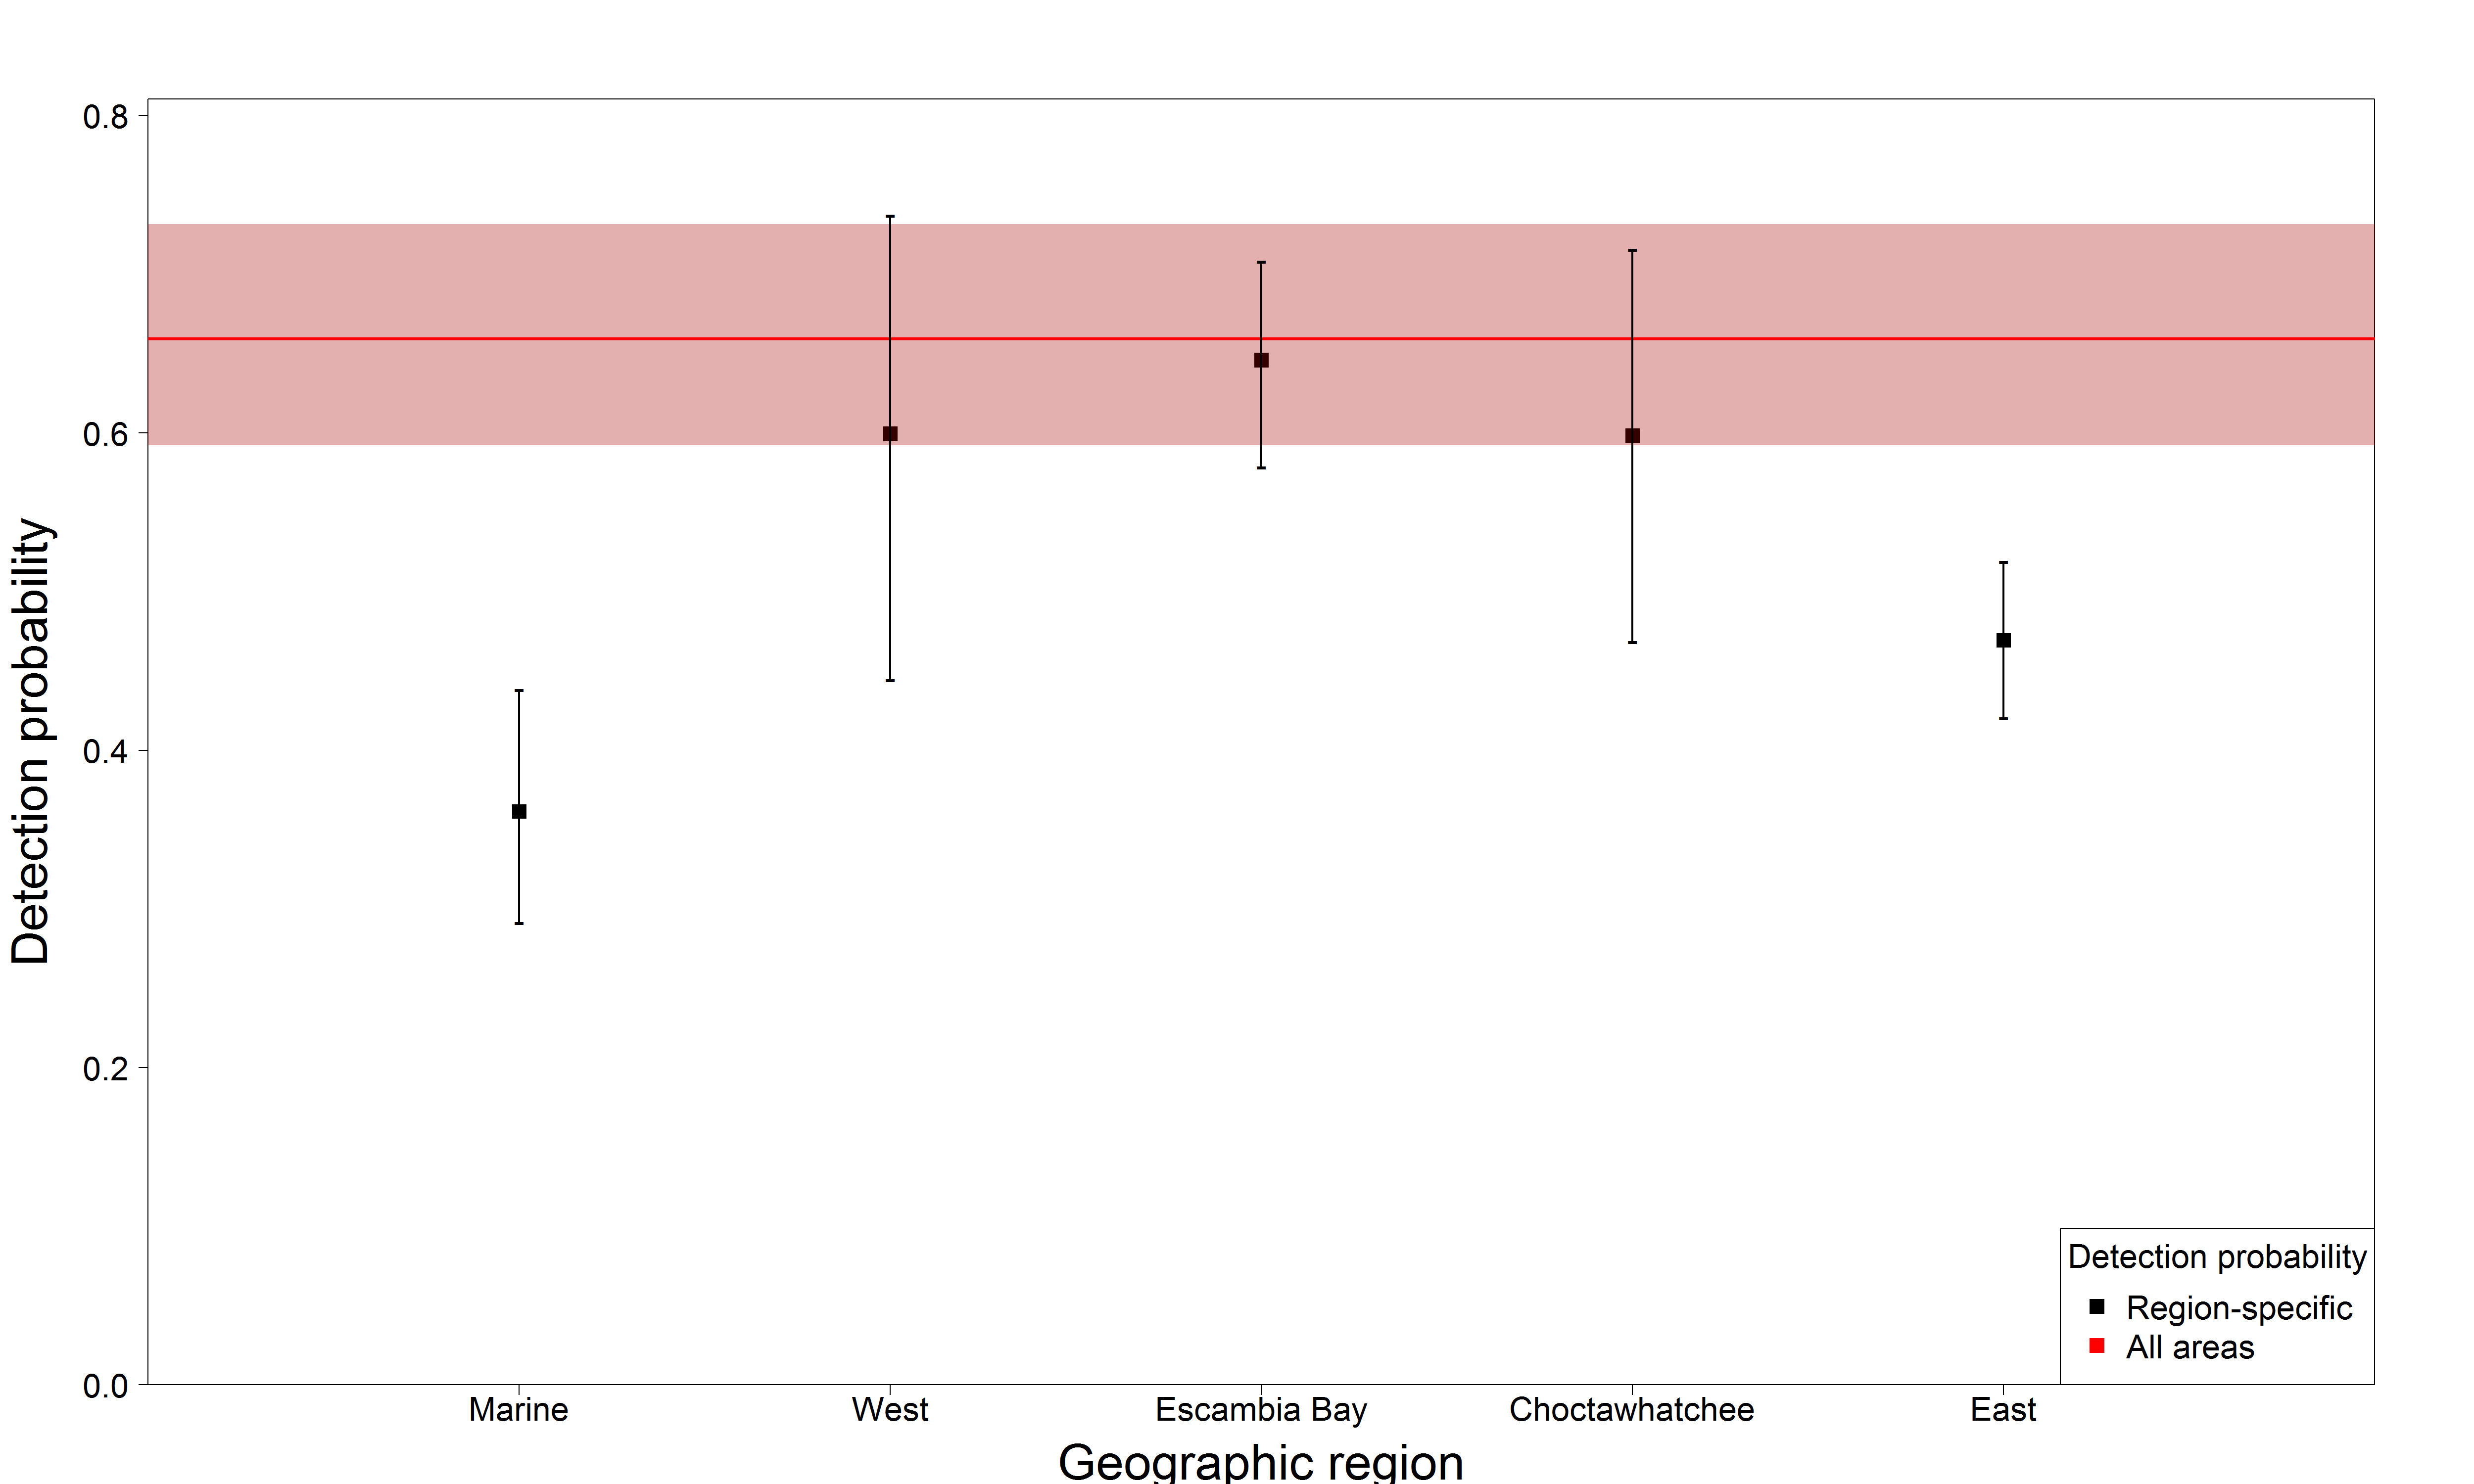 0.8
0.6
0.4
0.2
0.0
Detection probability
Marine West Escambia Bay Choctawhatchee East
Geographic region
Detection probability
Region-specific
All areas